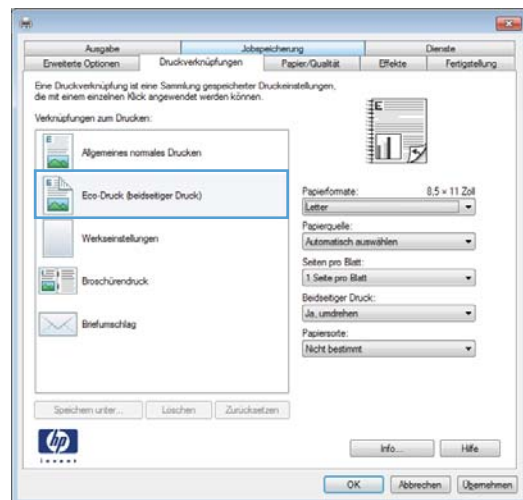 Ausgabe
Jobspeicherung
Dienste
Erweiterte Optionen
Druckverknüpfungen
Papier/Qualität
Effekte
Fertigstellung
Eine Druckverknüpfung ist eine Sammlung gespeicherter Druckeinstellungen,
die mit einem einzelnen Klick angewendet werden können.
Verknüpfungen zum Drucken:
E
Allgemeines normales Drucken
E
Eco-Druck (beidseitiger Druck)
Werkseinstellungen
Broschürendruck
Briefumschlag
Speichern unter...
Löschen
Zurücksetzen
E
Papierformate:
8,5 × 11 Zoll
Letter
Papierquelle:
Automatisch auswählen
Seiten pro Blatt:
1 Seite pro Blatt
Beidseitiger Druck:
Ja, umdrehen
Papiersorte:
Nicht bestimmt
hp
invent
Info...
Hilfe
OK
Abbrechen
Übernehmen